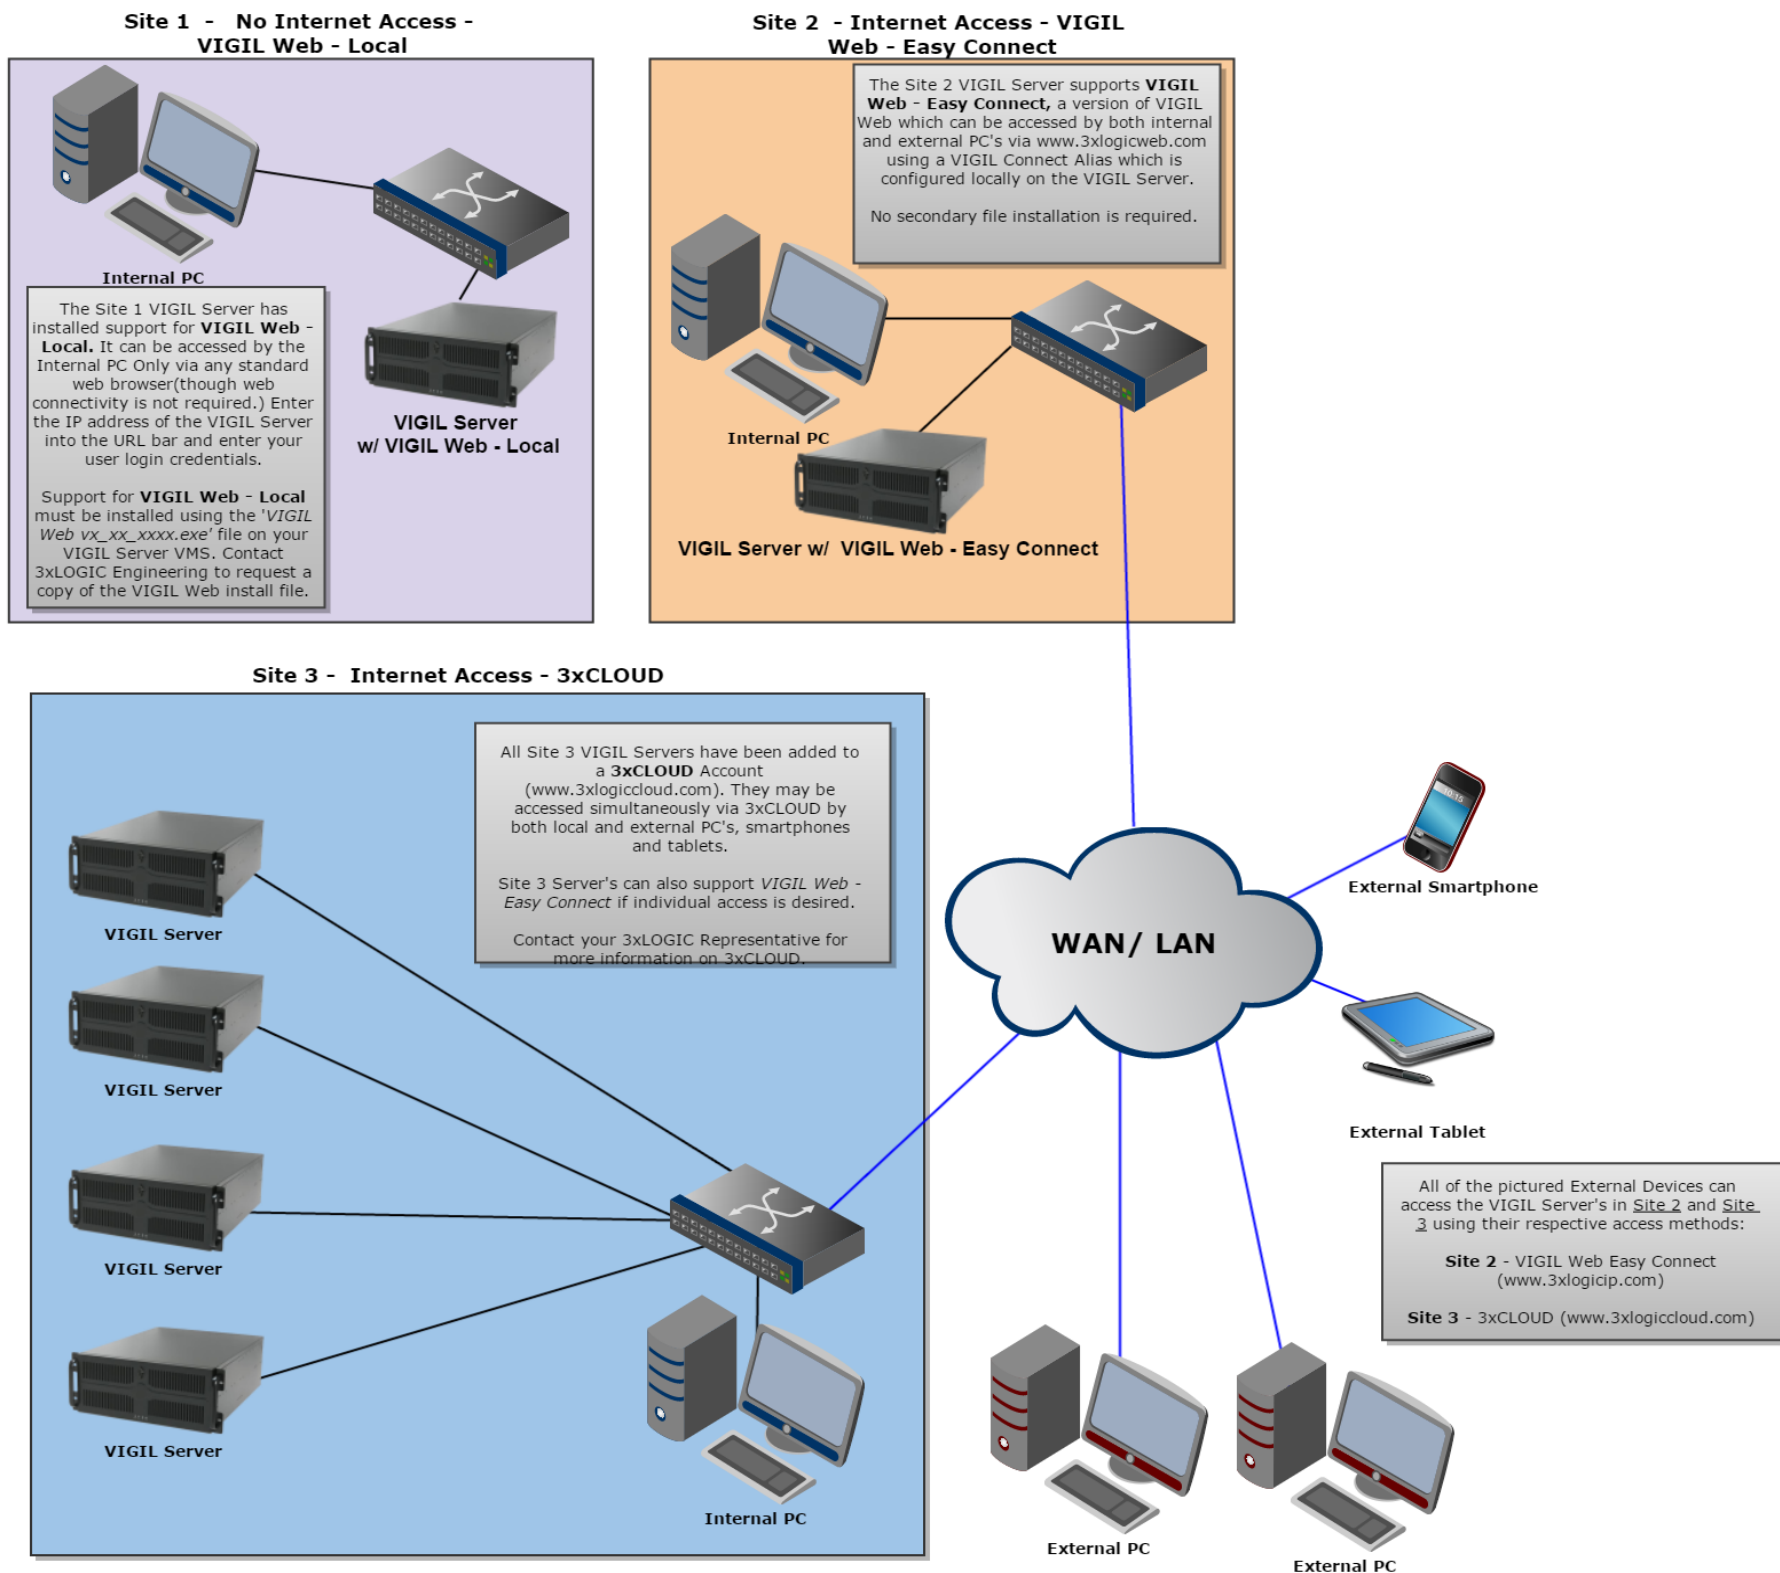 Site 1 - No Internet Access -
VIGIL Web - Local
Internal PC
The Site 1 VIGIL Server has
installed support for VIGIL Web -
Local. It can be accessed by the
Internal PC Only via any standard
web browser(though web
connectivity is not required.) Enter
the IP address of the VIGIL Server
into the URL bar and enter your
user login credentials.
Support for VIGIL Web - Local
must be installed using the 'VIGIL
Web vx_xx_xxxx.exe' file on your
VIGIL Server VMS. Contact
3xLOGIC Engineering to request a
copy of the VIGIL Web install file.
VIGIL Server
w/ VIGIL Web - Local
Site 2 - Internet Access - VIGIL
Web - Easy Connect
The Site 2 VIGIL Server supports VIGIL
Web - Easy Connect, a version of VIGIL
Web which can be accessed by both internal
and external PC's via www.3xlogicweb.com
using a VIGIL Connect Alias which is
configured locally on the VIGIL Server.
No secondary file installation is required.
Internal PC
VIGIL Server w/ VIGIL Web - Easy Connect
Site 3 - Internet Access - 3xCLOUD
All Site 3 VIGIL Servers have been added to
a 3xCLOUD Account
(www.3xlogiccloud.com). They may be
accessed simultaneously via 3xCLOUD by
both local and external PC's, smartphones
and tablets.
Site 3 Server's can also support VIGIL Web -
Easy Connect if individual access is desired.
Contact your 3xLOGIC Representative for
more information on 3xCLOUD.
VIGIL Server
VIGIL Server
VIGIL Server
VIGIL Server
Internal PC
WAN/ LAN
10:15
External Smartphone
External Tablet
All of the pictured External Devices can
access the VIGIL Server's in Site 2 and Site
3 using their respective access methods:
Site 2 - VIGIL Web Easy Connect
(www.3xlogicip.com)
Site 3 - 3xCLOUD (www.3xlogiccloud.com)
External PC
External PC